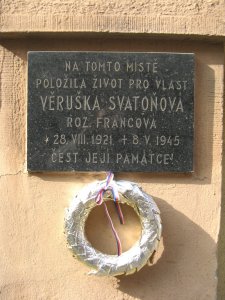 NA TOMTO MÍSTĚ
POLOŽILA ŽIVOT PRO VLAST
VĚRUŠKA SVATOŇOVÁ
ROZ. FRANCOVÁ
* 28. VIII. 1921. + 8. V. 1945
ČEST JEJÍ PAMÁTCE!